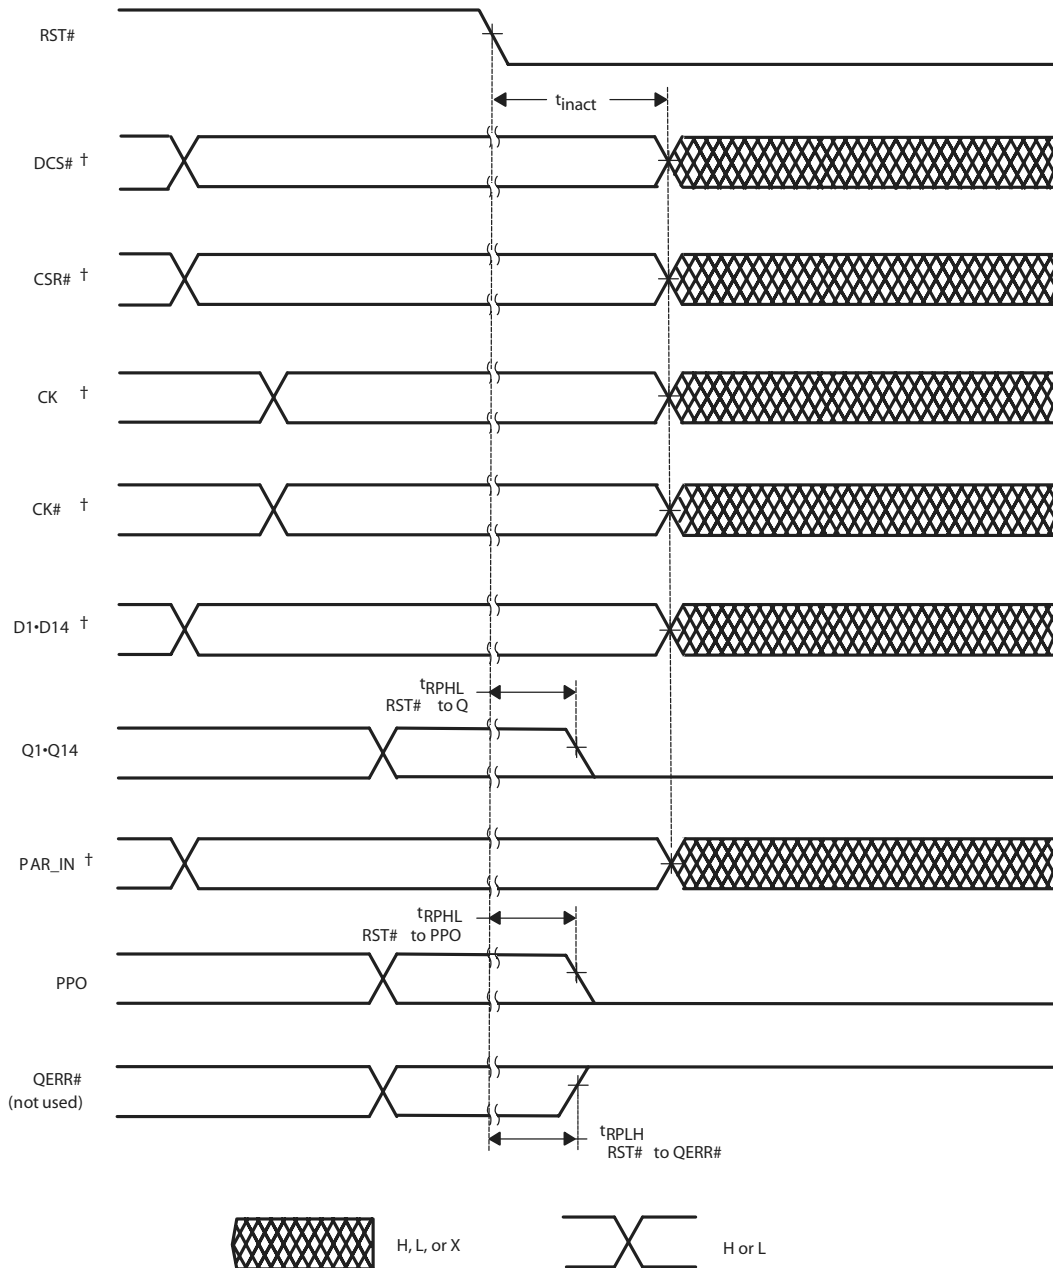 RST#
tinact
DCS# †
CSR# †
CK †
CK# †
D1•D14 †
tRPHL
RST# to Q
Q1•Q14
PAR_IN †
tRPHL
RST# to PPO
PPO
QERR#
(not used)
tRPLH
RST# to QERR#
H, L, or X
H or L